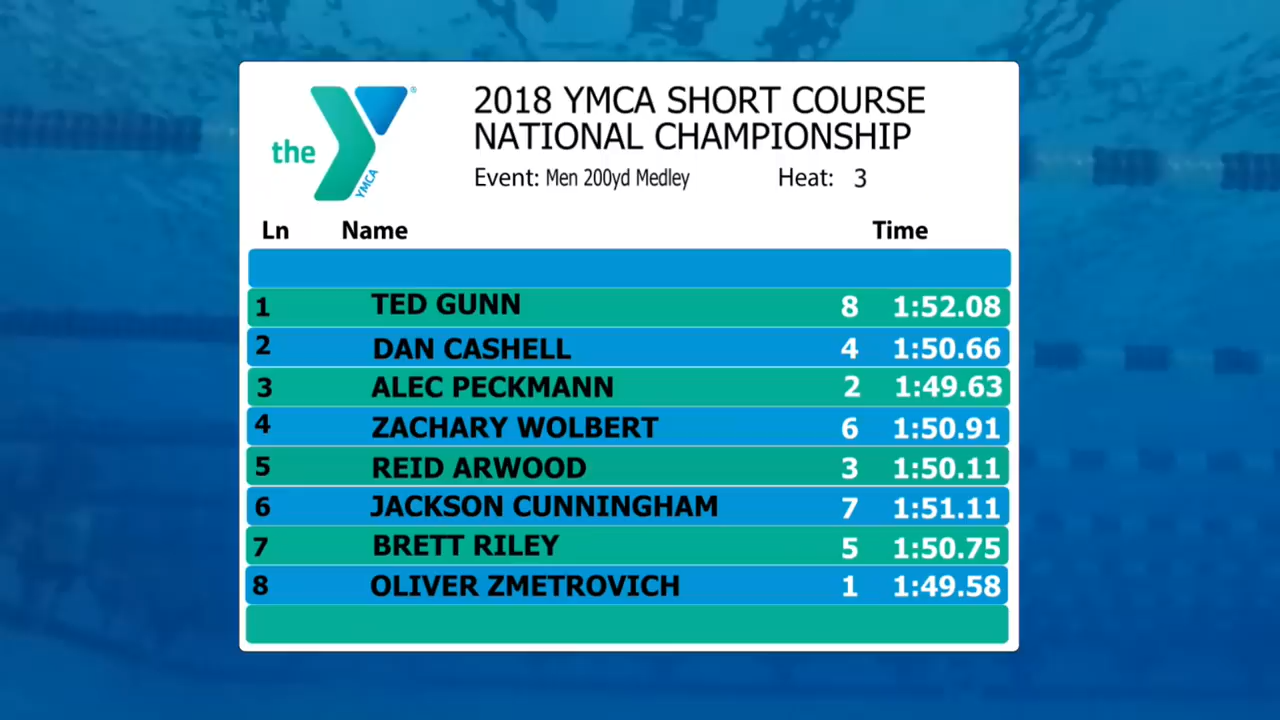 the
YMCA
®
2018 YMCA SHORT COURSE
NATIONAL CHAMPIONSHIP
Event: Men 200yd Medley Heat: 3
Ln Name Time
1 TED GUNN 8 1:52.08
2 DAN CASHELL 4 1:50.66
3 ALEC PECKMANN 2 1:49.63
4 ZACHARY WOLBERT 6 1:50.91
5 REID ARWOOD 3 1:50.11
6 JACKSON CUNNINGHAM 7 1:51.11
7 BRETT RILEY 5 1:50.75
8 OLIVER ZMETROVICH 1 1:49.58